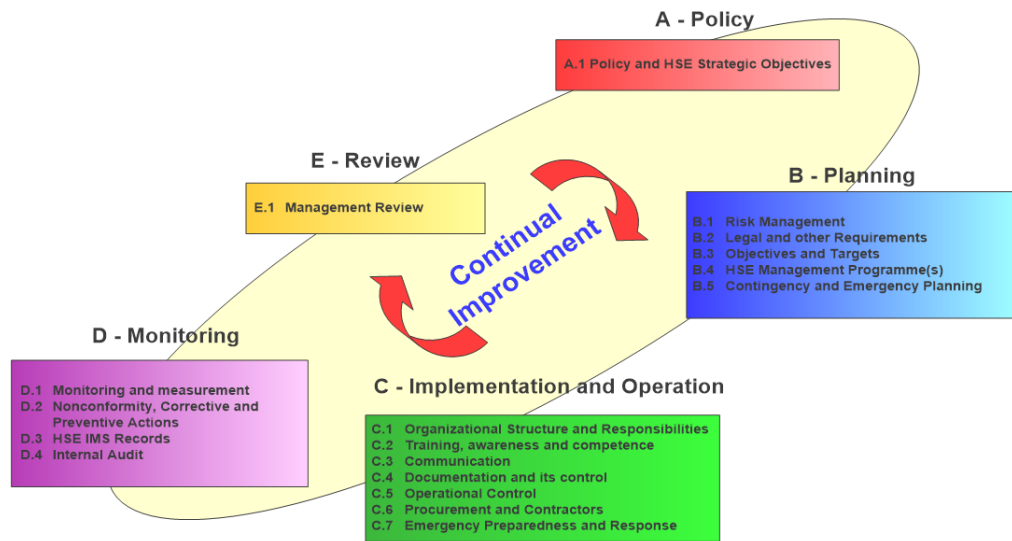 A - Policy
A.1 Policy and HSE Strategic Objectives
E - Review
E.1 Management Review
B - Planning
B.1 Risk Management
B.2 Legal and other Requirements
B.3 Objectives and Targets
B.4 HSE Management Programme(s)
B.5 Contingency and Emergency Planning
Continual
Improvement
D - Monitoring
D.1 Monitoring and measurement
D.2 Nonconformity, Corrective and
Preventive Actions
D.3 HSE IMS Records
D.4 Internal Audit
C - Implementation and Operation
C.1 Organizational Structure and Responsibilities
C.2 Training, awareness and competence
C.3 Communication
C.4 Documentation and its control
C.5 Operational Control
C.6 Procurement and Contractors
C.7 Emergency Preparedness and Response